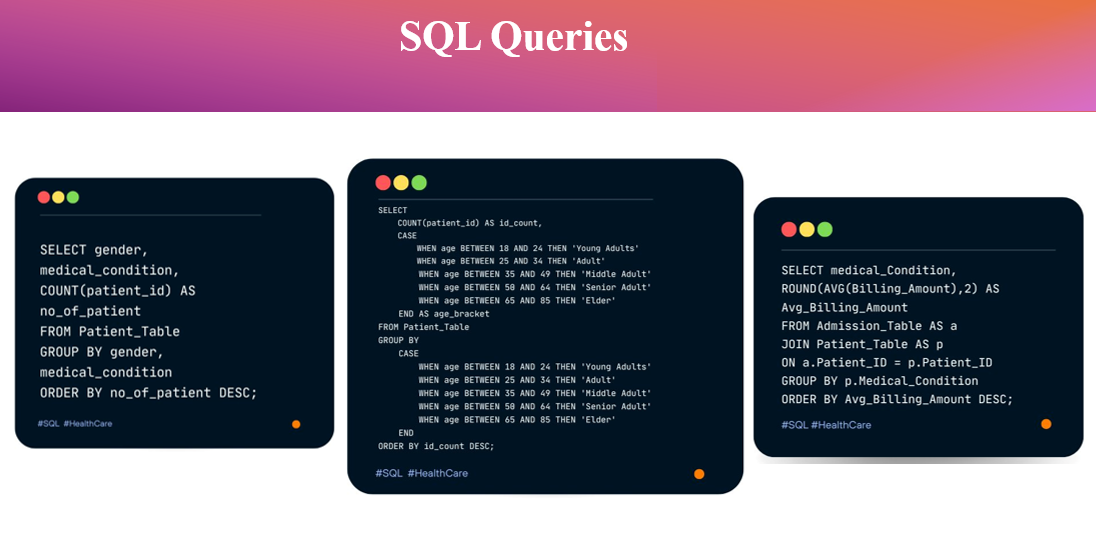 SQL Queries
SELECT gender,
medical_condition,
COUNT(patient_id) AS
no_of_patient
FROM Patient_Table
GROUP BY gender,
medical_condition
ORDER BY no_of_patient DESC;
#SQL #HealthCare
SELECT
COUNT(patient_id) AS id_count,
CASE
WHEN age BETWEEN 18 AND 24 THEN 'Young Adults'
WHEN age BETWEEN 25 AND 34 THEN 'Adult'
WHEN age BETWEEN 35 AND 49 THEN 'Middle Adult'
WHEN age BETWEEN 50 AND 64 THEN 'Senior Adult'
WHEN age BETWEEN 65 AND 85 THEN 'Elder'
END AS age_bracket
FROM Patient_Table
GROUP BY
CASE
WHEN age BETWEEN 18 AND 24 THEN 'Young Adults'
WHEN age BETWEEN 25 AND 34 THEN 'Adult'
WHEN age BETWEEN 35 AND 49 THEN 'Middle Adult'
WHEN age BETWEEN 50 AND 64 THEN 'Senior Adult'
WHEN age BETWEEN 65 AND 85 THEN 'Elder'
END
ORDER BY id_count DESC;
#SQL #HealthCare
SELECT medical_Condition,
ROUND(AVG(Billing_Amount),2) AS
Avg_Billing_Amount
FROM Admission_Table AS a
JOIN Patient_Table AS p
ON a.Patient_ID = p.Patient_ID
GROUP BY p.Medical_Condition
ORDER BY Avg_Billing_Amount DESC;
#SQL #HealthCare